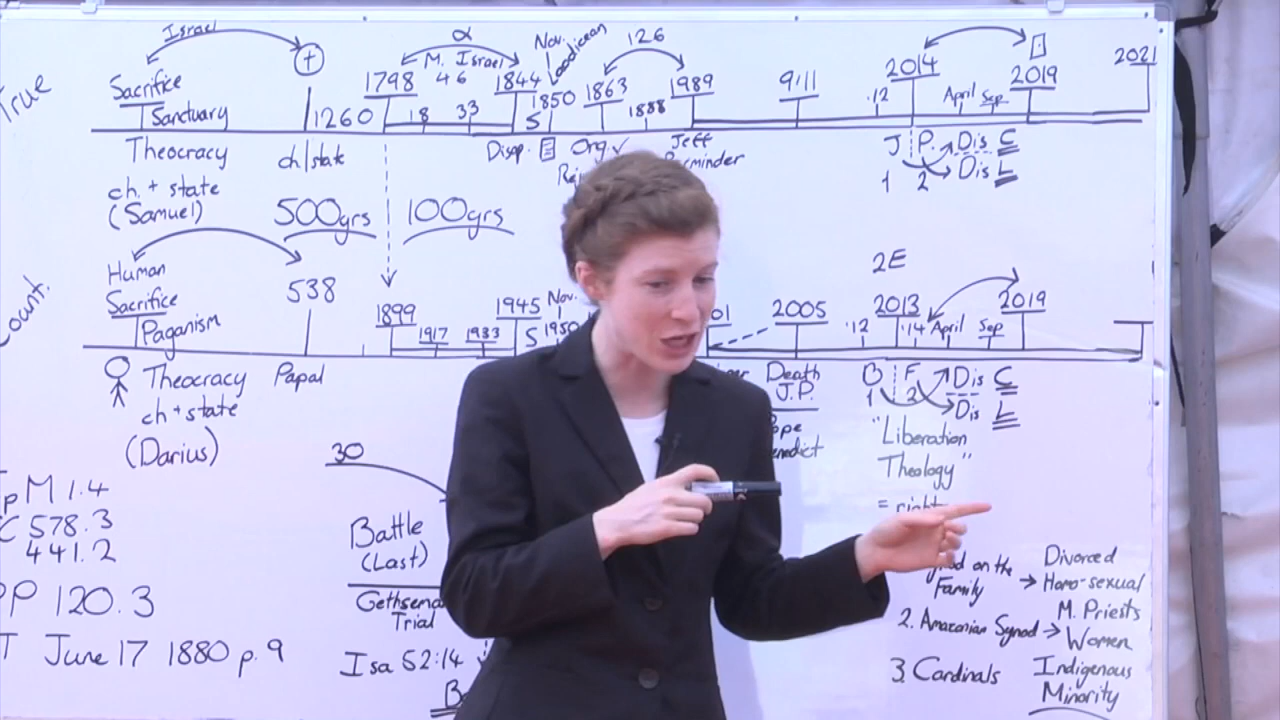 True
Israel
Sacrifice
Sanctuary
1260
1798
α
M. Israel
46
18
33
1844
S
Nov.
Laodicean
1850
126
1863
1888
1989
9·11
·12
2014
April
Sep
2019
2021
Theocracy
ch. + state
(Samuel)
ch|state
Disap.
Org
Jeff
J P. Dis C
Dis L
1 2
500yrs
100yrs
Count.
Human
Sacrifice
Paganism
538
1899
1917
1933
1945
S
Nov.
1950
2005
2E
·12
2013
·14
April
Sep
2019
Theocracy
ch + state
(Darius)
Papal
Death
J.P.
B F Dis C
1 2 Dis L
"Liberation
Theology"
30
M 1.4
578.3
441.2
120.3
June 17 1880 p. 9
Battle
(Last)
Trial
Isa 52:14
on the
Family
→ Divorced
Homo-sexual
M. Priests
2. Amazonian Synod → Women
3. Cardinals
Indigenous
Minority